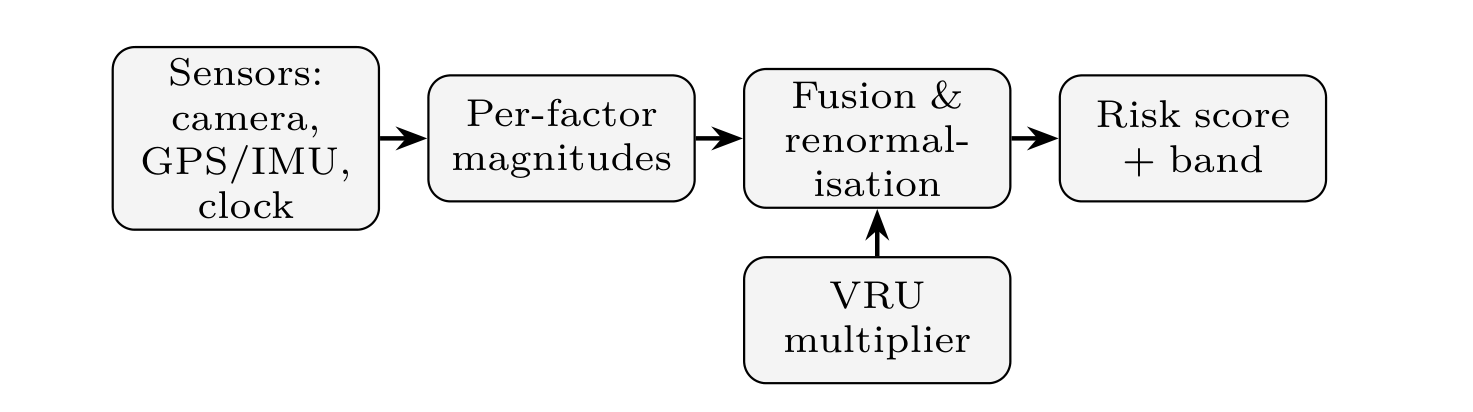 Sensors:
camera,
GPS/IMU,
clock
Per-factor
magnitudes
Fusion &
renormal-
isation
Risk score
+ band
VRU
multiplier